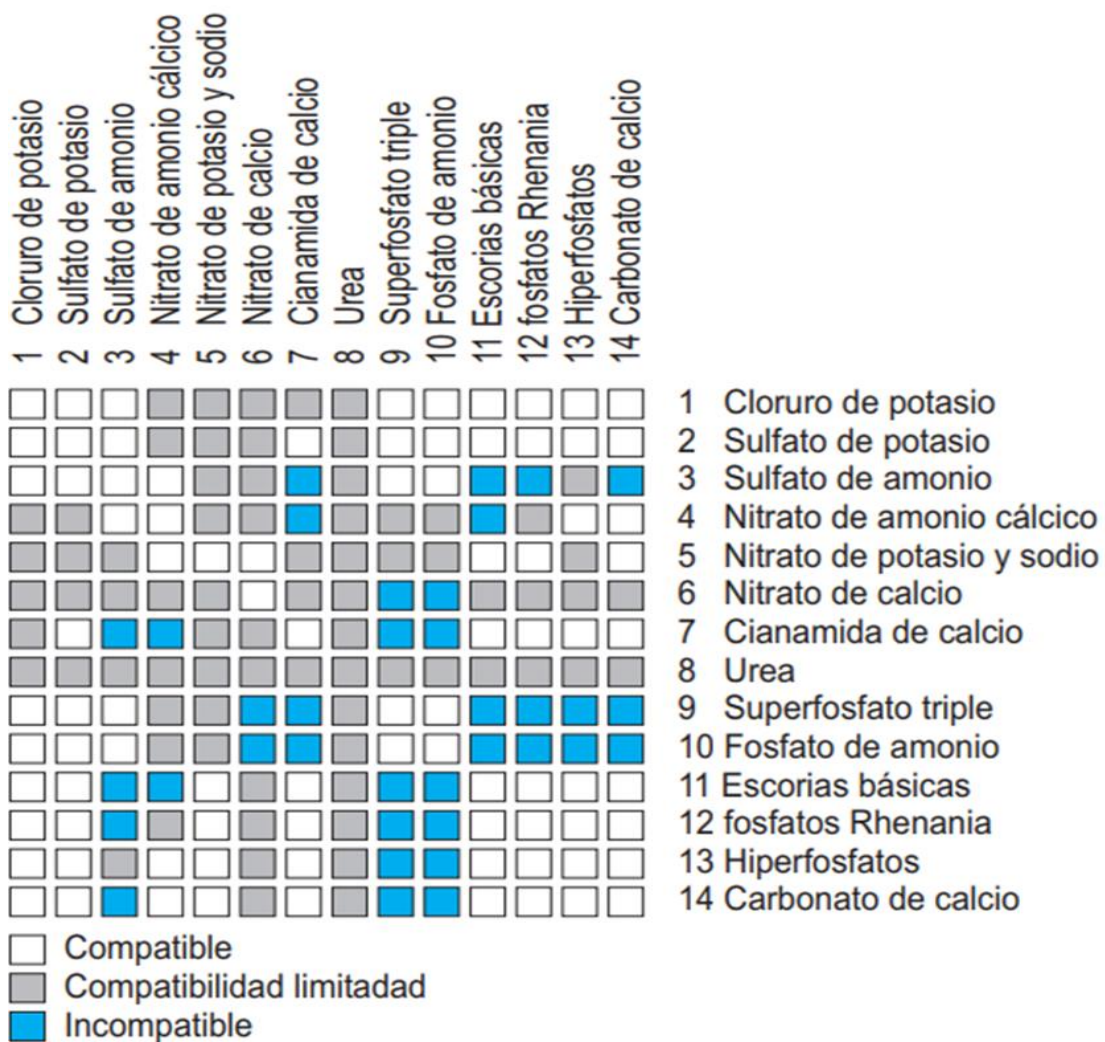 1 Cloruro de potasio
2 Sulfato de potasio
3 Sulfato de amonio
4 Nitrato de amonio cálcico
5 Nitrato de potasio y sodio
6 Nitrato de calcio
7 Cianamida de calcio
8 Urea
9 Superfosfato triple
10 Fosfato de amonio
11 Escorias básicas
12 fosfatos Rhenania
13 Hiperfosfatos
14 Carbonato de calcio
1 Cloruro de potasio
2 Sulfato de potasio
3 Sulfato de amonio
4 Nitrato de amonio cálcico
5 Nitrato de potasio y sodio
6 Nitrato de calcio
7 Cianamida de calcio
8 Urea
9 Superfosfato triple
10 Fosfato de amonio
11 Escorias básicas
12 fosfatos Rhenania
13 Hiperfosfatos
14 Carbonato de calcio
Compatible
Compatibilidad limitadad
Incompatible